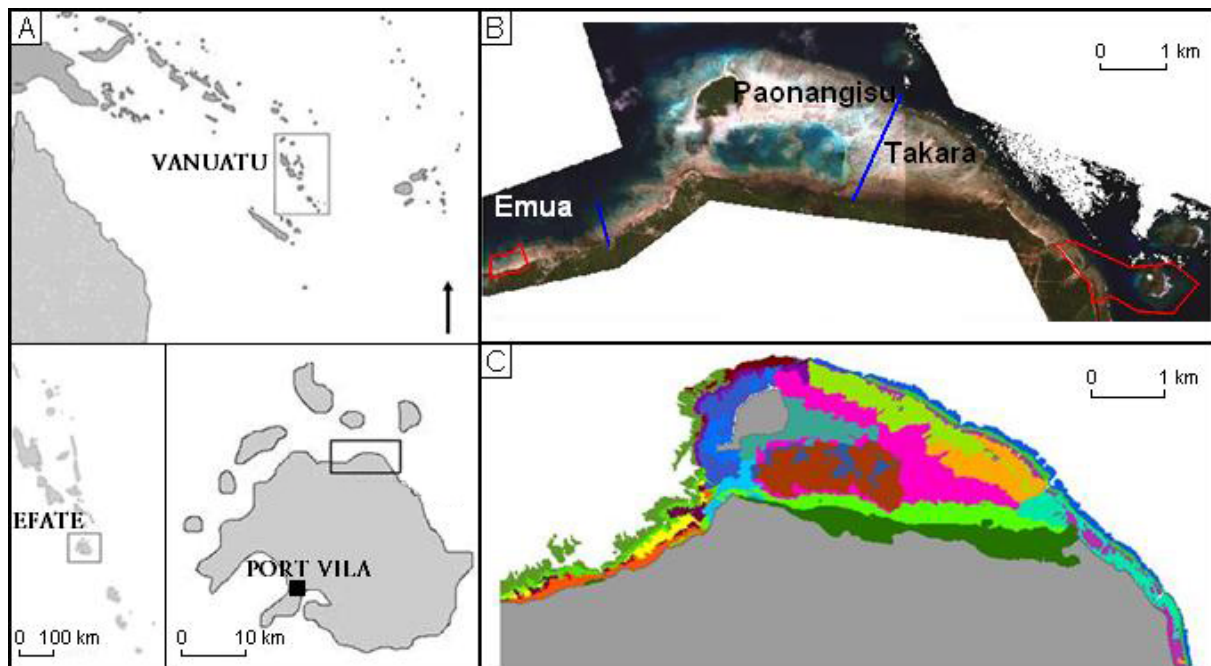 A
VANUATU
EFATE
0 100 km
PORT VILA
0 10 km
B
0 1 km
Paonangisu
Takara
Emua
C
0 1 km